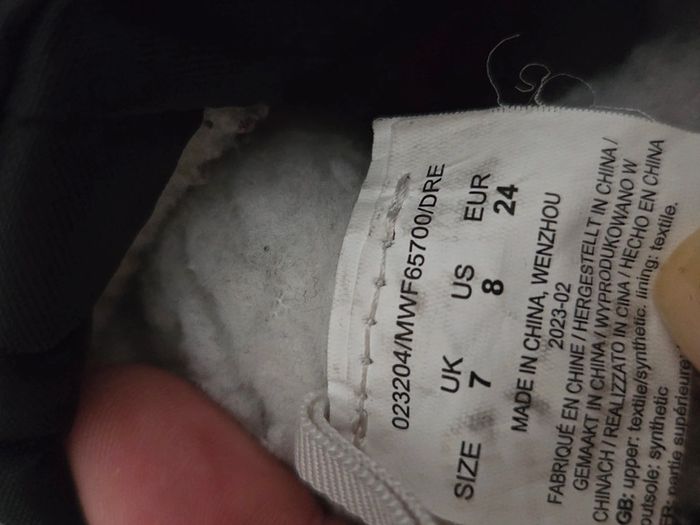 023204/MWF65700/DRE
SIZE UK US EUR
7 8 24
MADE IN CHINA, WENZHOU
2023-02
FABRIQUÉ EN CHINE / HERGESTELLT IN CHINA /
GEMAAKT IN CHINA / WYPRODUKOWANO W
CHINACH / REALIZZATO IN CINA / HECHO EN CHINA
GB: upper: textile/synthetic. lining: textile.
outsole: synthetic
partie supérieure: